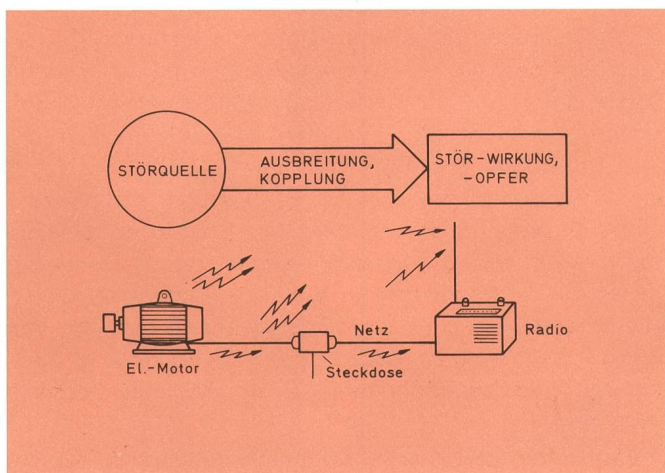 STÖRQUELLE
AUSBREITUNG,
KOPPLUNG
STÖR-WIRKUNG,
-OPFER
El.-Motor
Steckdose
Netz
Radio